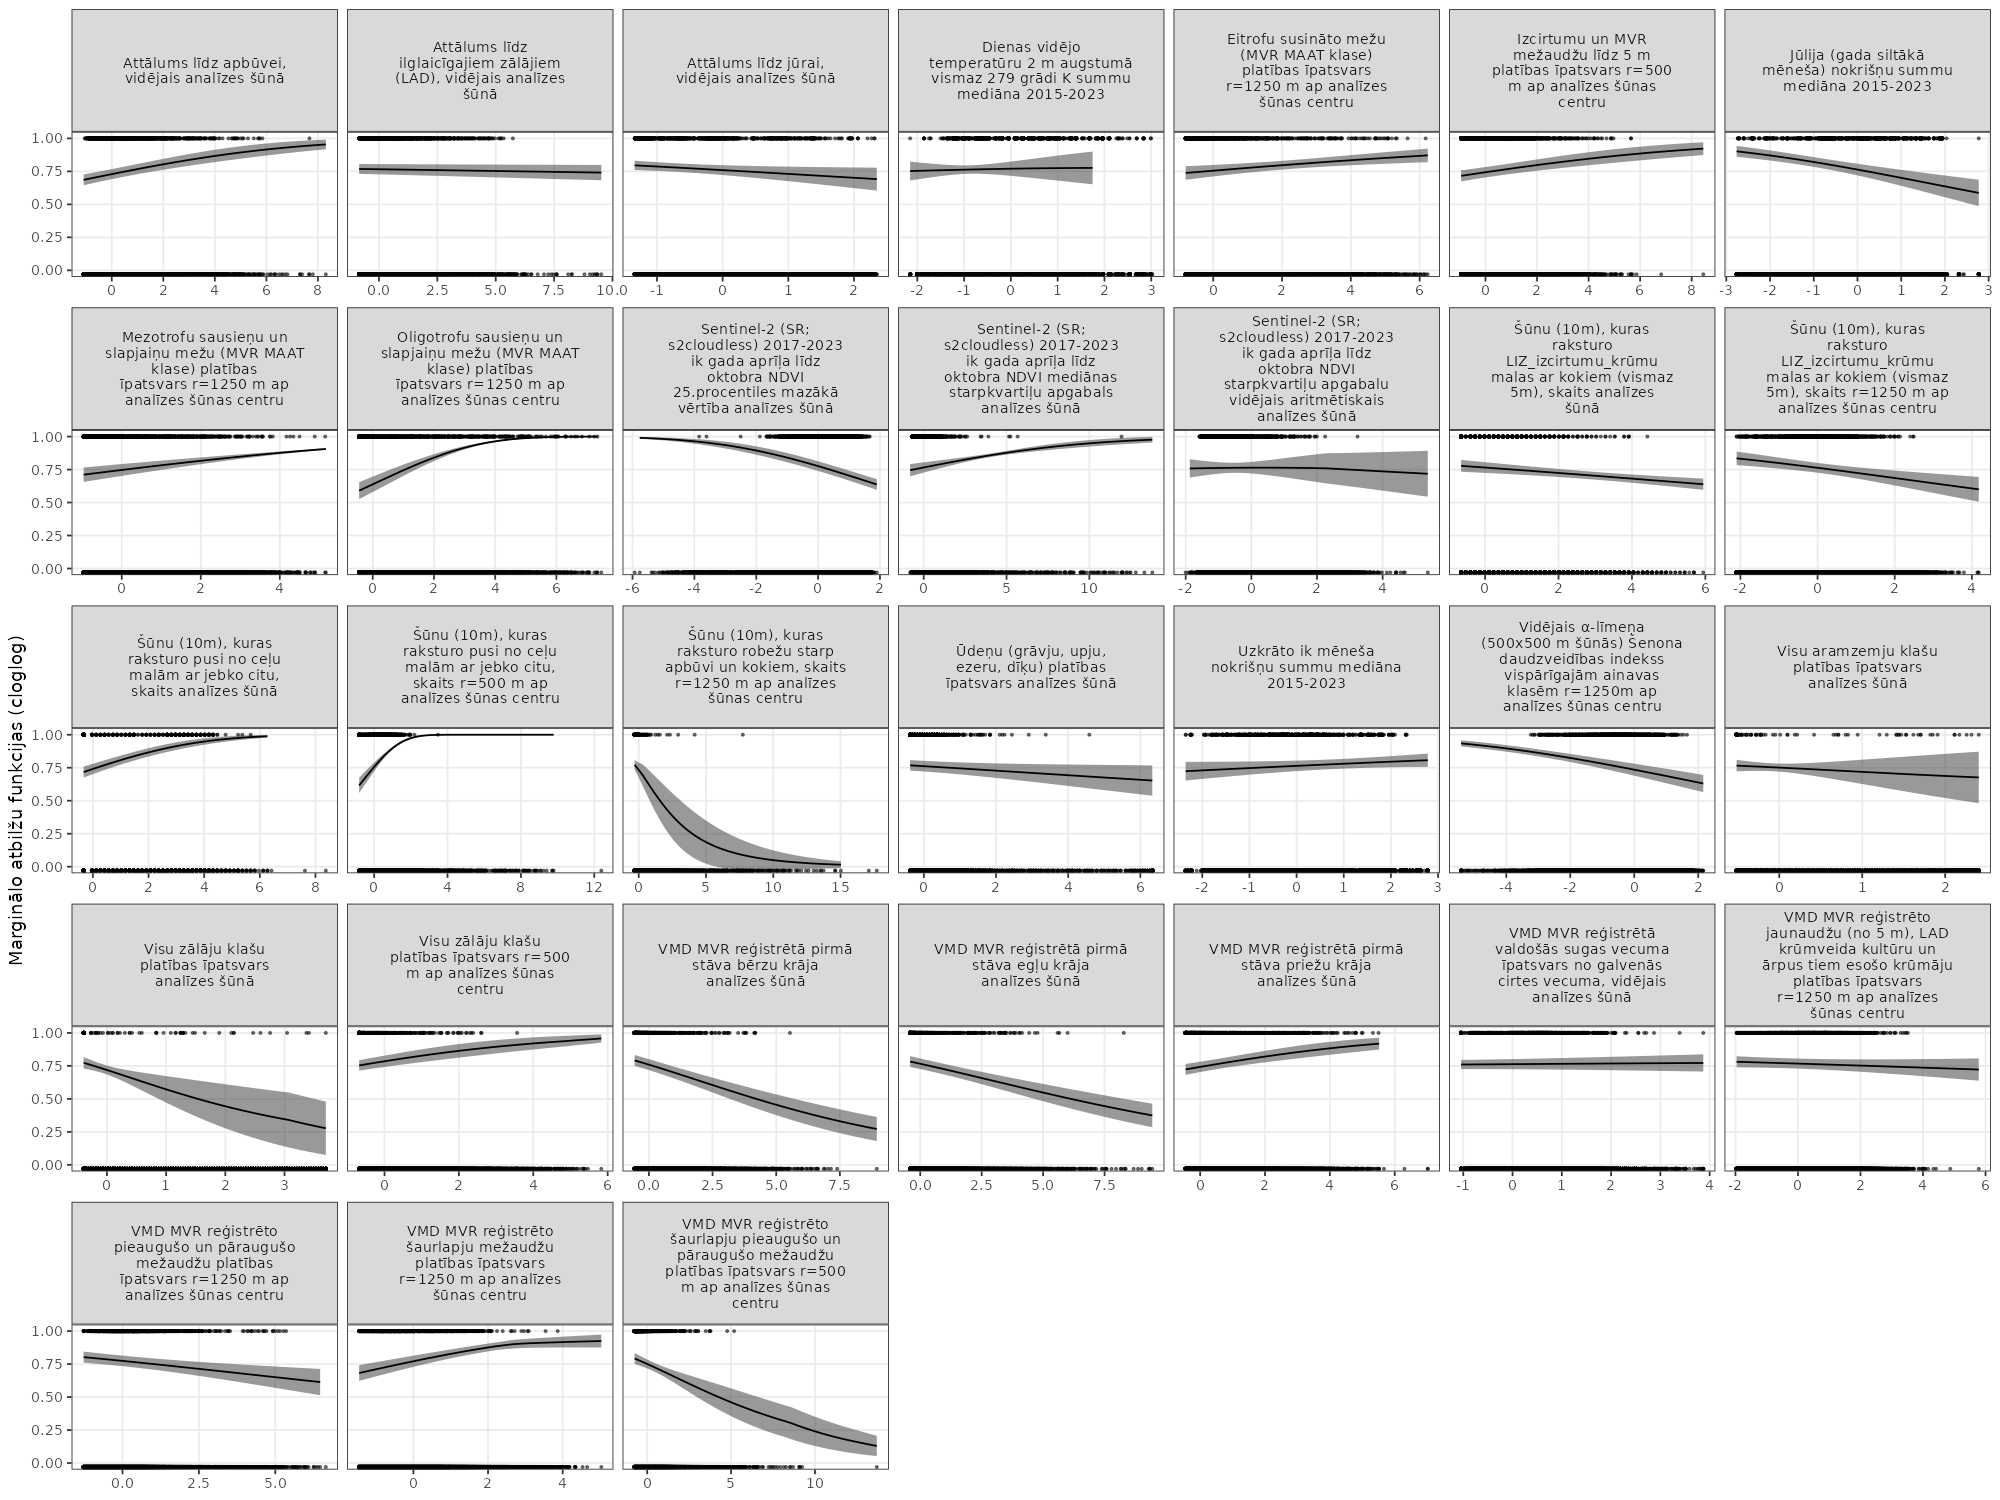 Attālums līdz apbūvei,
vidējais analīzes šūnā
Attālums līdz
ilglaicīgajiem zālājiem
(LAD), vidējais analīzes
šūnā
Attālums līdz jūrai,
vidējais analīzes šūnā
Dienas vidējo
temperatūru 2 m augstumā
vismaz 279 grādi K summu
mediāna 2015-2023
Eitrofu susināto mežu
(MVR MAAT klase)
platības īpatsvars
r=1250 m ap analīzes
šūnas centru
Izcirtumu un MVR
mežaudžu līdz 5 m
platības īpatsvars r=500
m ap analīzes šūnas
centru
Jūlija (gada siltākā
mēneša) nokrišņu summu
mediāna 2015-2023
1.00
0.75
0.50
0.25
0.00
0 2 4 6 8
0.0 2.5 5.0 7.5 10.0
-1 0 1 2
-2 -1 0 1 2 3
0 2 4 6
0 2 4 6 8
-3 -2 -1 0 1 2 3
Mezotrofu sausieņu un
slapjaiņu mežu (MVR MAAT
klase) platības
īpatsvars r=1250 m ap
analīzes šūnas centru
Oligotrofu sausieņu un
slapjaiņu mežu (MVR MAAT
klase) platības
īpatsvars r=1250 m ap
analīzes šūnas centru
Sentinel-2 (SR;
s2cloudless) 2017-2023
ik gada aprīļa līdz
oktobra NDVI
25.procentiles mazākā
vērtība analīzes šūnā
Sentinel-2 (SR;
s2cloudless) 2017-2023
ik gada aprīļa līdz
oktobra NDVI mediānas
starpkvartiļu apgabals
analīzes šūnā
Sentinel-2 (SR;
s2cloudless) 2017-2023
ik gada aprīļa līdz
oktobra NDVI
starpkvartiļu apgabalu
vidējais aritmētiskais
analīzes šūnā
Šūnu (10m), kuras
raksturo
LIZ_izcirtumu_krūmu
malas ar kokiem (vismaz
5m), skaits analīzes
šūnā
Šūnu (10m), kuras
raksturo
LIZ_izcirtumu_krūmu
malas ar kokiem (vismaz
5m), skaits r=1250 m ap
analīzes šūnas centru
1.00
0.75
0.50
0.25
0.00
0 2 4
0 2 4 6
-6 -4 -2 0 2
0 5 10
-2 0 2 4
0 2 4 6
-2 0 2 4
Marginālo atbilžu funkcijas (cloglog)
Šūnu (10m), kuras
raksturo pusi no ceļu
malām ar jebko citu,
skaits analīzes šūnā
Šūnu (10m), kuras
raksturo pusi no ceļu
malām ar jebko citu,
skaits r=500 m ap
analīzes šūnas centru
Šūnu (10m), kuras
raksturo robežu starp
apbūvi un kokiem, skaits
r=1250 m ap analīzes
šūnas centru
Ūdeņu (grāvju, upju,
ezeru, dīķu) platības
īpatsvars analīzes šūnā
Uzkrāto ik mēneša
nokrišņu summu mediāna
2015-2023
Vidējais α-līmeņa
(500x500 m šūnās) Šenona
daudzveidības indekss
vispārīgajām ainavas
klasēm r=1250m ap
analīzes šūnas centru
Visu aramzemju klašu
platības īpatsvars
analīzes šūnā
1.00
0.75
0.50
0.25
0.00
0 2 4 6 8
0 4 8 12
0 5 10 15
0 2 4 6
-2 -1 0 1 2 3
-4 -2 0 2
0 1 2
Visu zālāju klašu
platības īpatsvars
analīzes šūnā
Visu zālāju klašu
platības īpatsvars r=500
m ap analīzes šūnas
centru
VMD MVR reģistrētā pirmā
stāva bērzu krāja
analīzes šūnā
VMD MVR reģistrētā pirmā
stāva egļu krāja
analīzes šūnā
VMD MVR reģistrētā pirmā
stāva priežu krāja
analīzes šūnā
VMD MVR reģistrētā
valdošās sugas vecuma
īpatsvars no galvenās
cirtes vecuma, vidējais
analīzes šūnā
VMD MVR reģistrēto
jaunaudžu (no 5 m), LAD
krūmveida kultūru un
ārpus tiem esošo krūmāju
platības īpatsvars
r=1250 m ap analīzes
šūnas centru
1.00
0.75
0.50
0.25
0.00
0 1 2 3
0 2 4 6
0.0 2.5 5.0 7.5
0.0 2.5 5.0 7.5
0 2 4 6
-1 0 1 2 3 4
-2 0 2 4 6
VMD MVR reģistrēto
pieaugušo un pāraugušo
mežaudžu platības
īpatsvars r=1250 m ap
analīzes šūnas centru
VMD MVR reģistrēto
šaurlapju mežaudžu
platības īpatsvars
r=1250 m ap analīzes
šūnas centru
VMD MVR reģistrēto
šaurlapju pieaugušo un
pāraugušo mežaudžu
platības īpatsvars r=500
m ap analīzes šūnas
centru
1.00
0.75
0.50
0.25
0.00
0.0 2.5 5.0
0 2 4
0 5 10